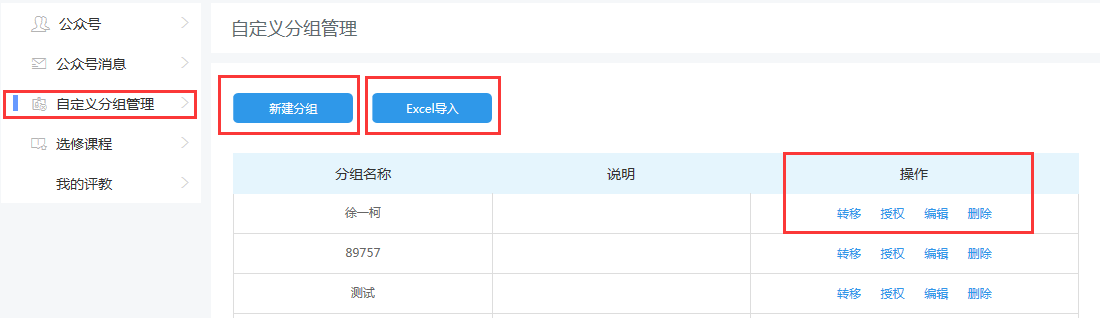 公众号
公众号消息
自定义分组管理
选修课程
我的评教
自定义分组管理
新建分组 Excel导入
分组名称 说明 操作
徐一柯 转移 授权 编辑 删除
89757 转移 授权 编辑 删除
测试 转移 授权 编辑 删除